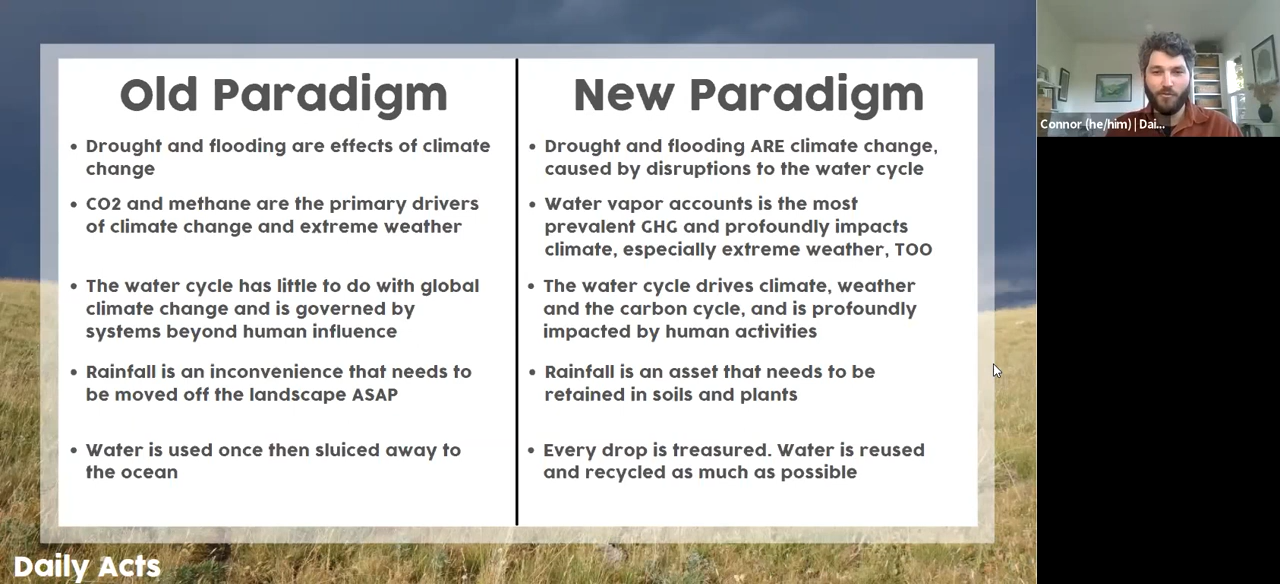 Old Paradigm
• Drought and flooding are effects of climate
change
• CO2 and methane are the primary drivers
of climate change and extreme weather
• The water cycle has little to do with global
climate change and is governed by
systems beyond human influence
• Rainfall is an inconvenience that needs to
be moved off the landscape ASAP
• Water is used once then sluiced away to
the ocean
New Paradigm
• Drought and flooding ARE climate change,
caused by disruptions to the water cycle
• Water vapor accounts is the most
prevalent GHG and profoundly impacts
climate, especially extreme weather, TOO
• The water cycle drives climate, weather
and the carbon cycle, and is profoundly
impacted by human activities
• Rainfall is an asset that needs to be
retained in soils and plants
• Every drop is treasured. Water is reused
and recycled as much as possible
Daily Acts
Connor (he/him) | Dai...